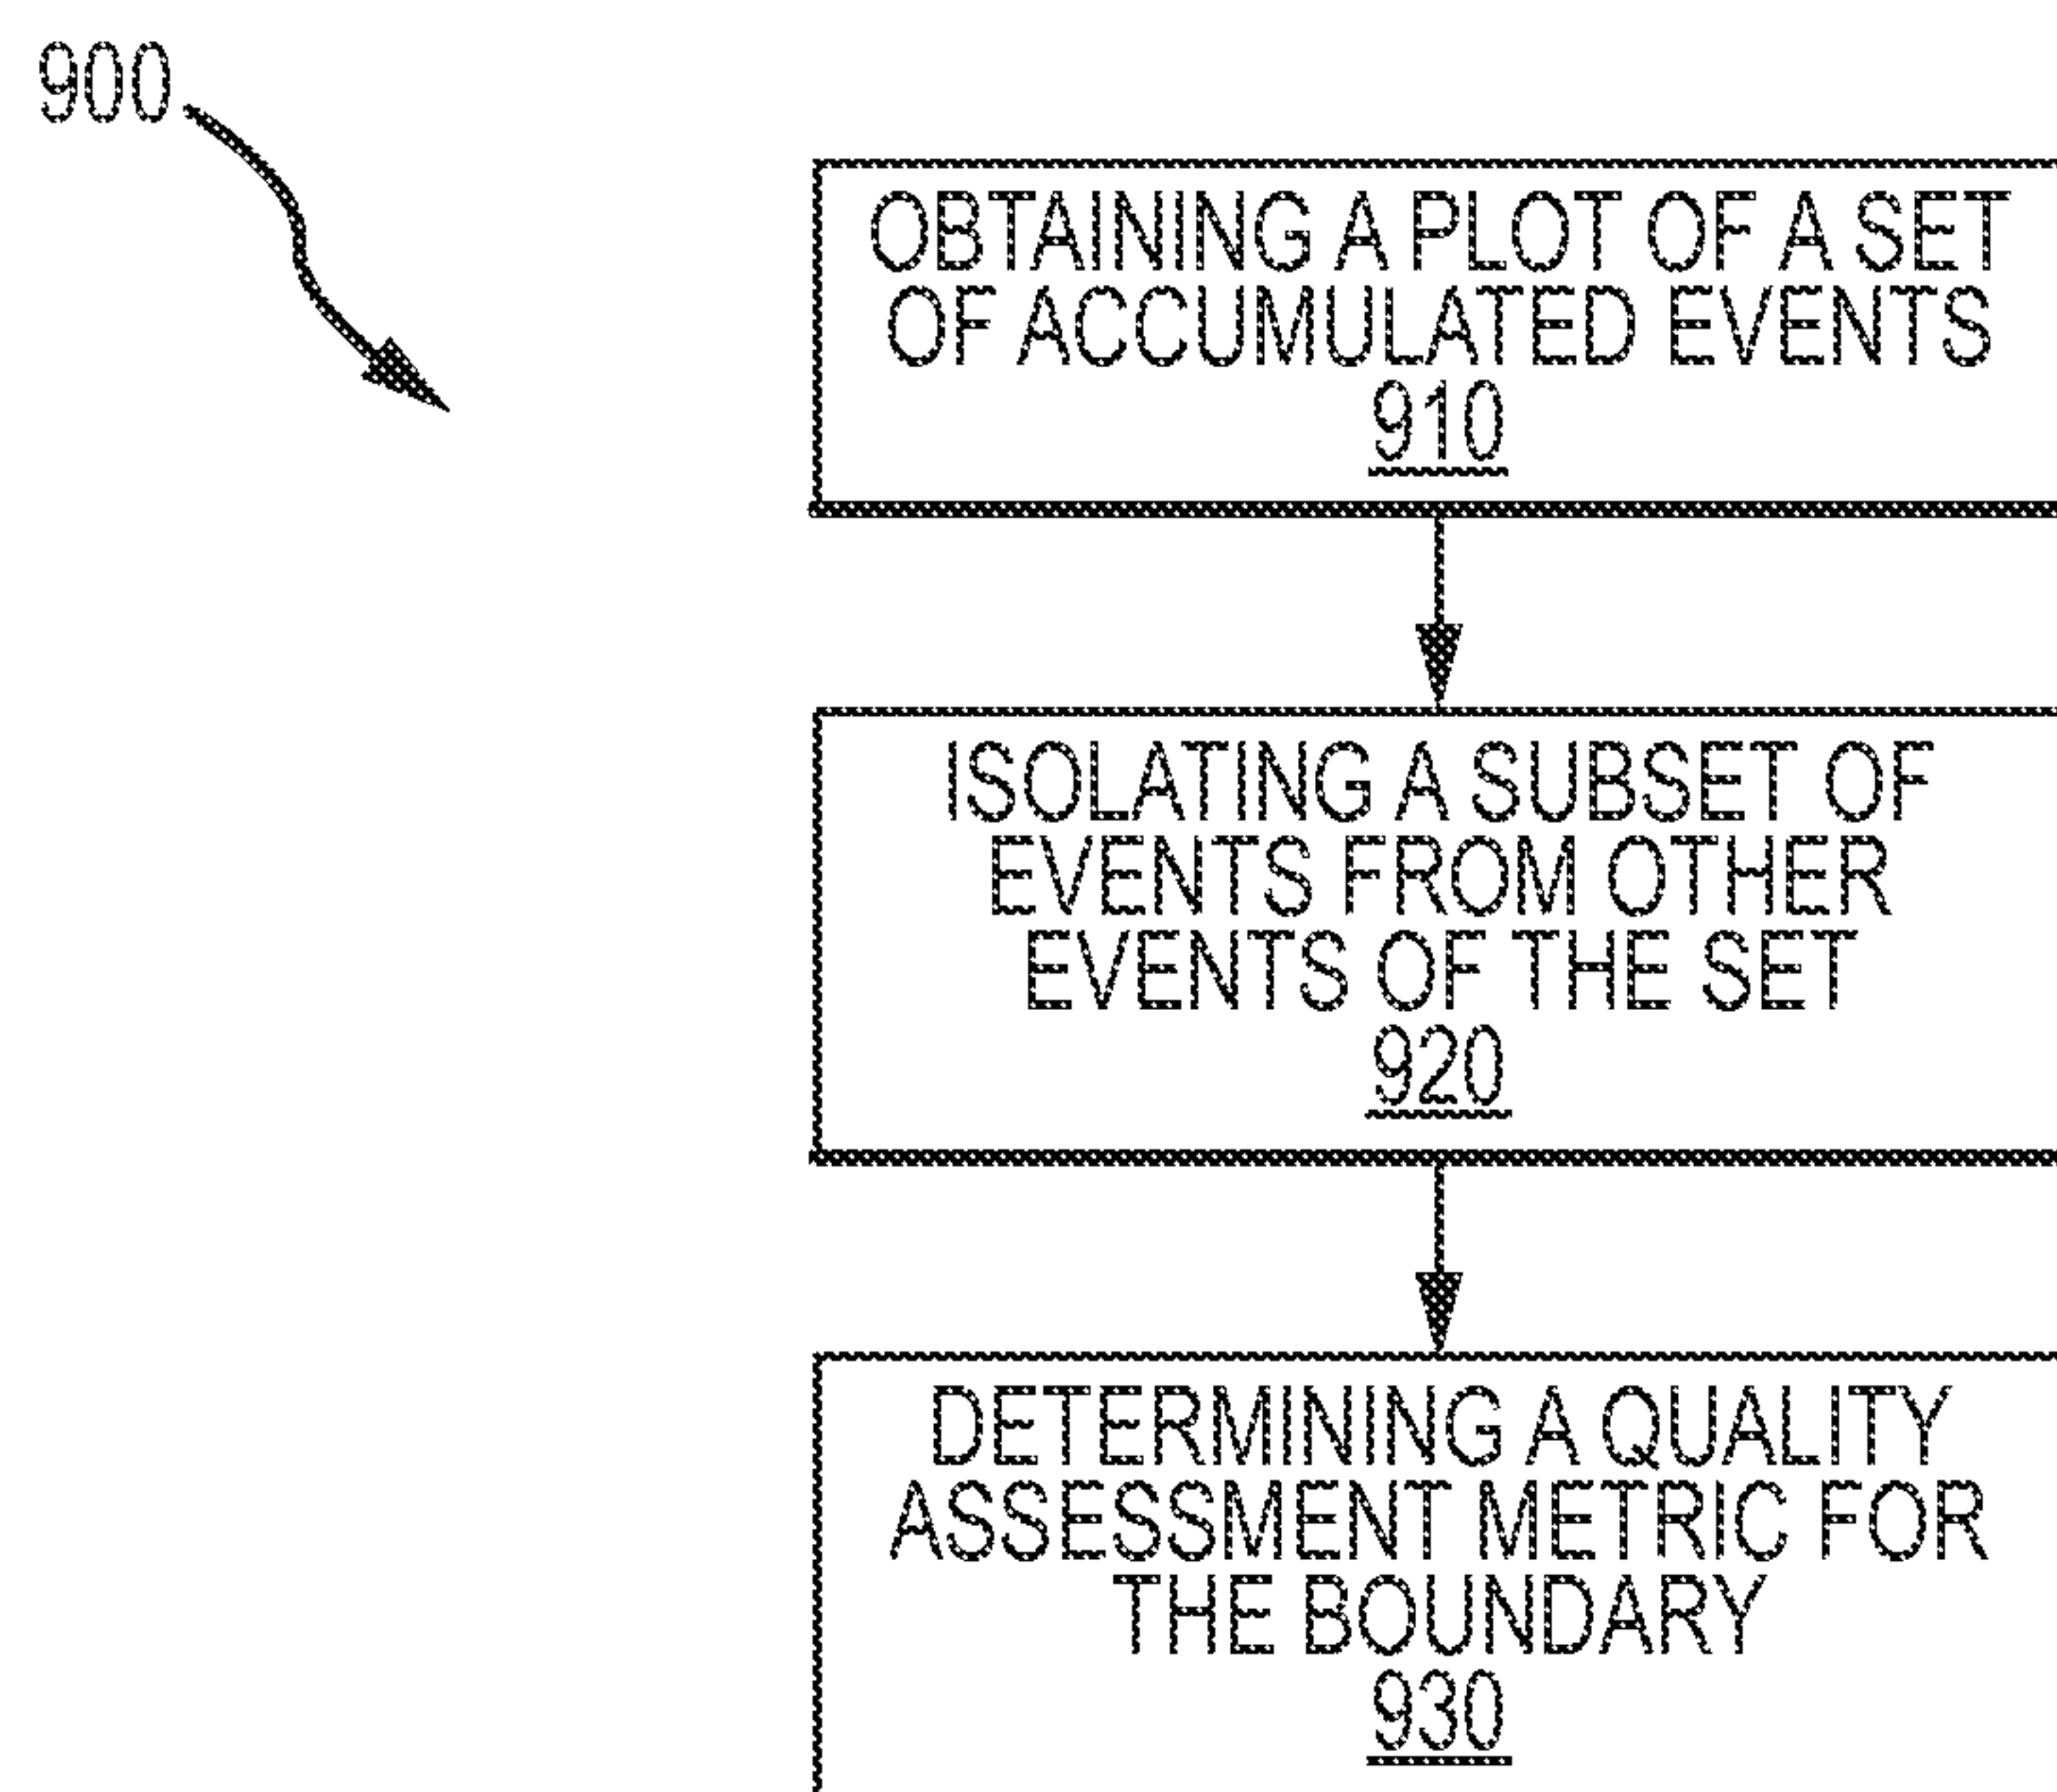 900
OBTAINING A PLOT OF A SET
OF ACCUMULATED EVENTS
910
ISOLATING A SUBSET OF
EVENTS FROM OTHER
EVENTS OF THE SET
920
DETERMINING A QUALITY
ASSESSMENT METRIC FOR
THE BOUNDARY
930